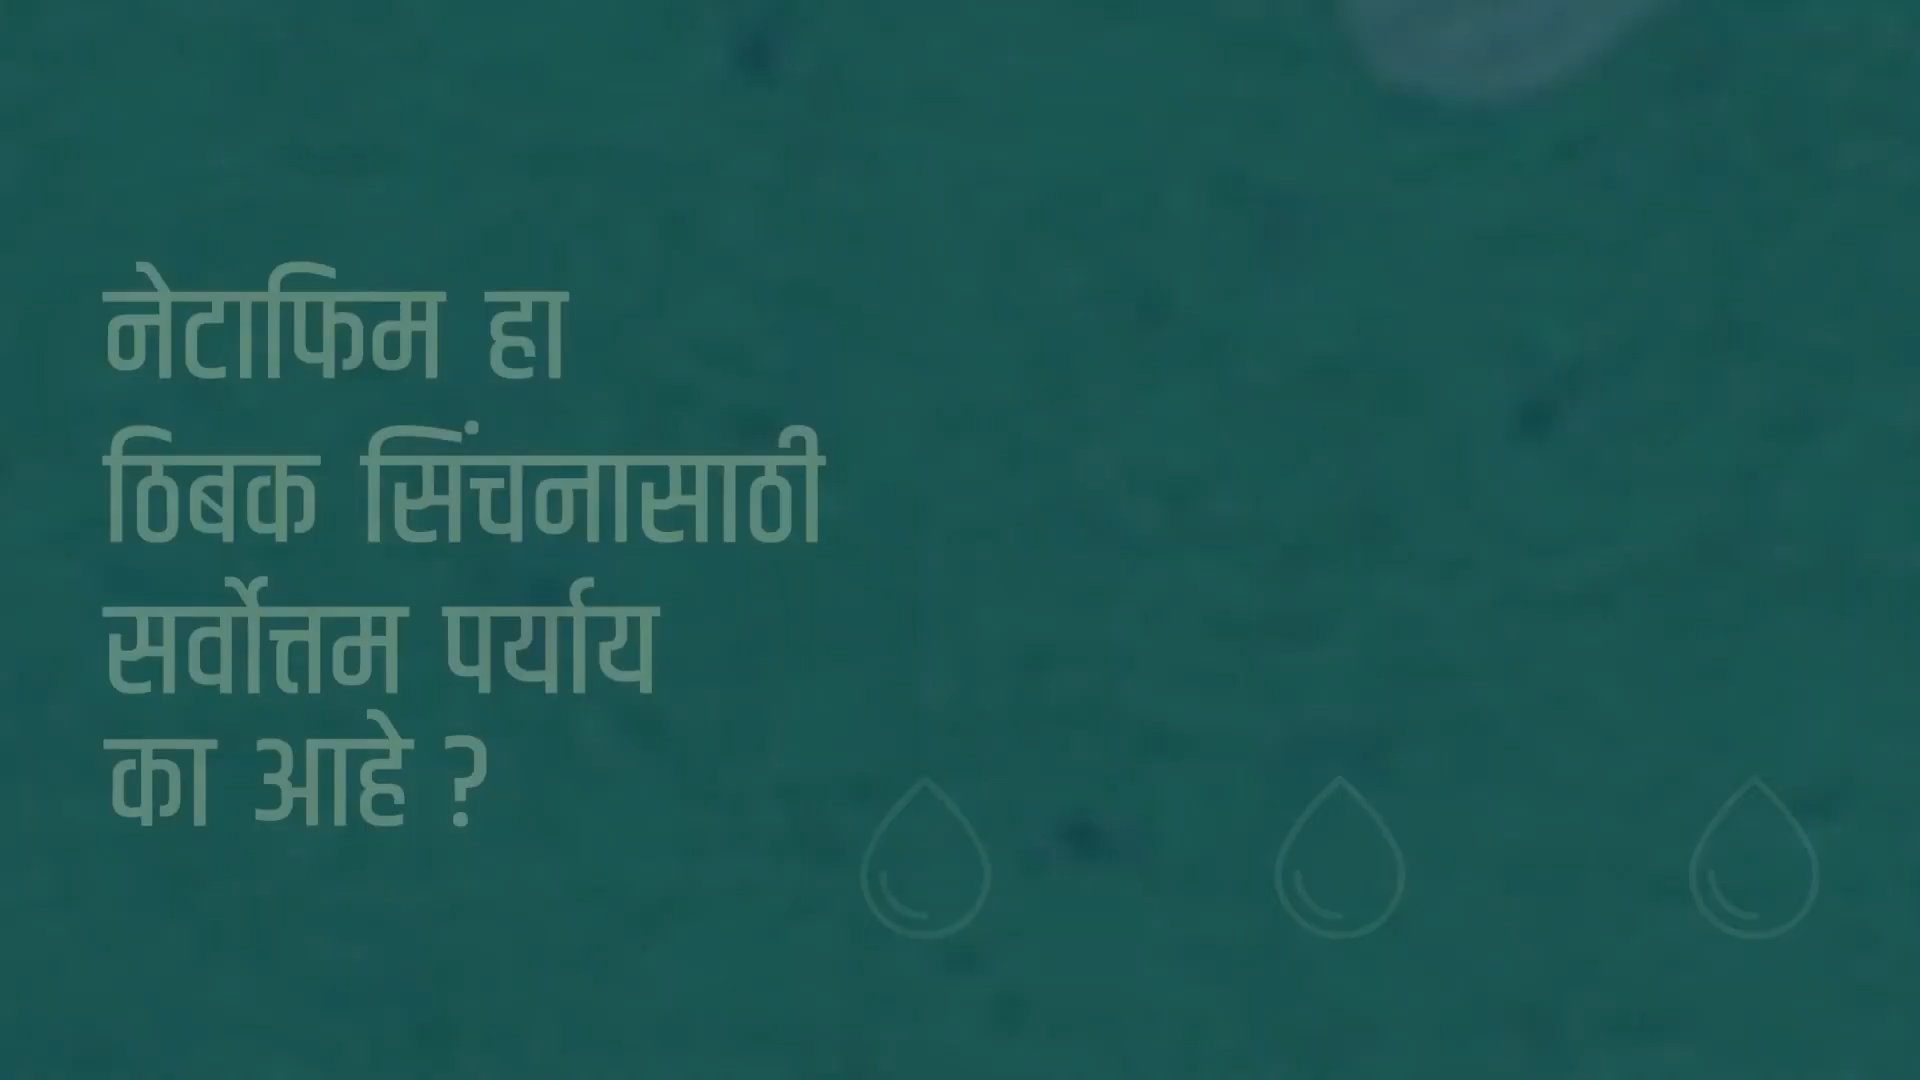 नेटाफिम हा
ठिबक सिंचनासाठी
सर्वोत्तम पर्याय
का आहे ?